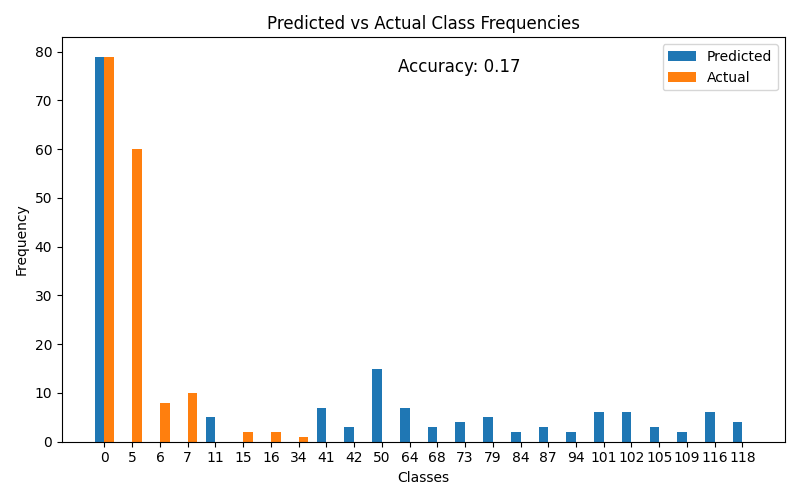 Predicted vs Actual Class Frequencies
Accuracy: 0.17
Predicted
Actual
Frequency
80
70
60
50
40
30
20
10
0
0 5 6 7 11 15 16 34 41 42 50 64 68 73 79 84 87 94 101 102 105 109 116 118
Classes